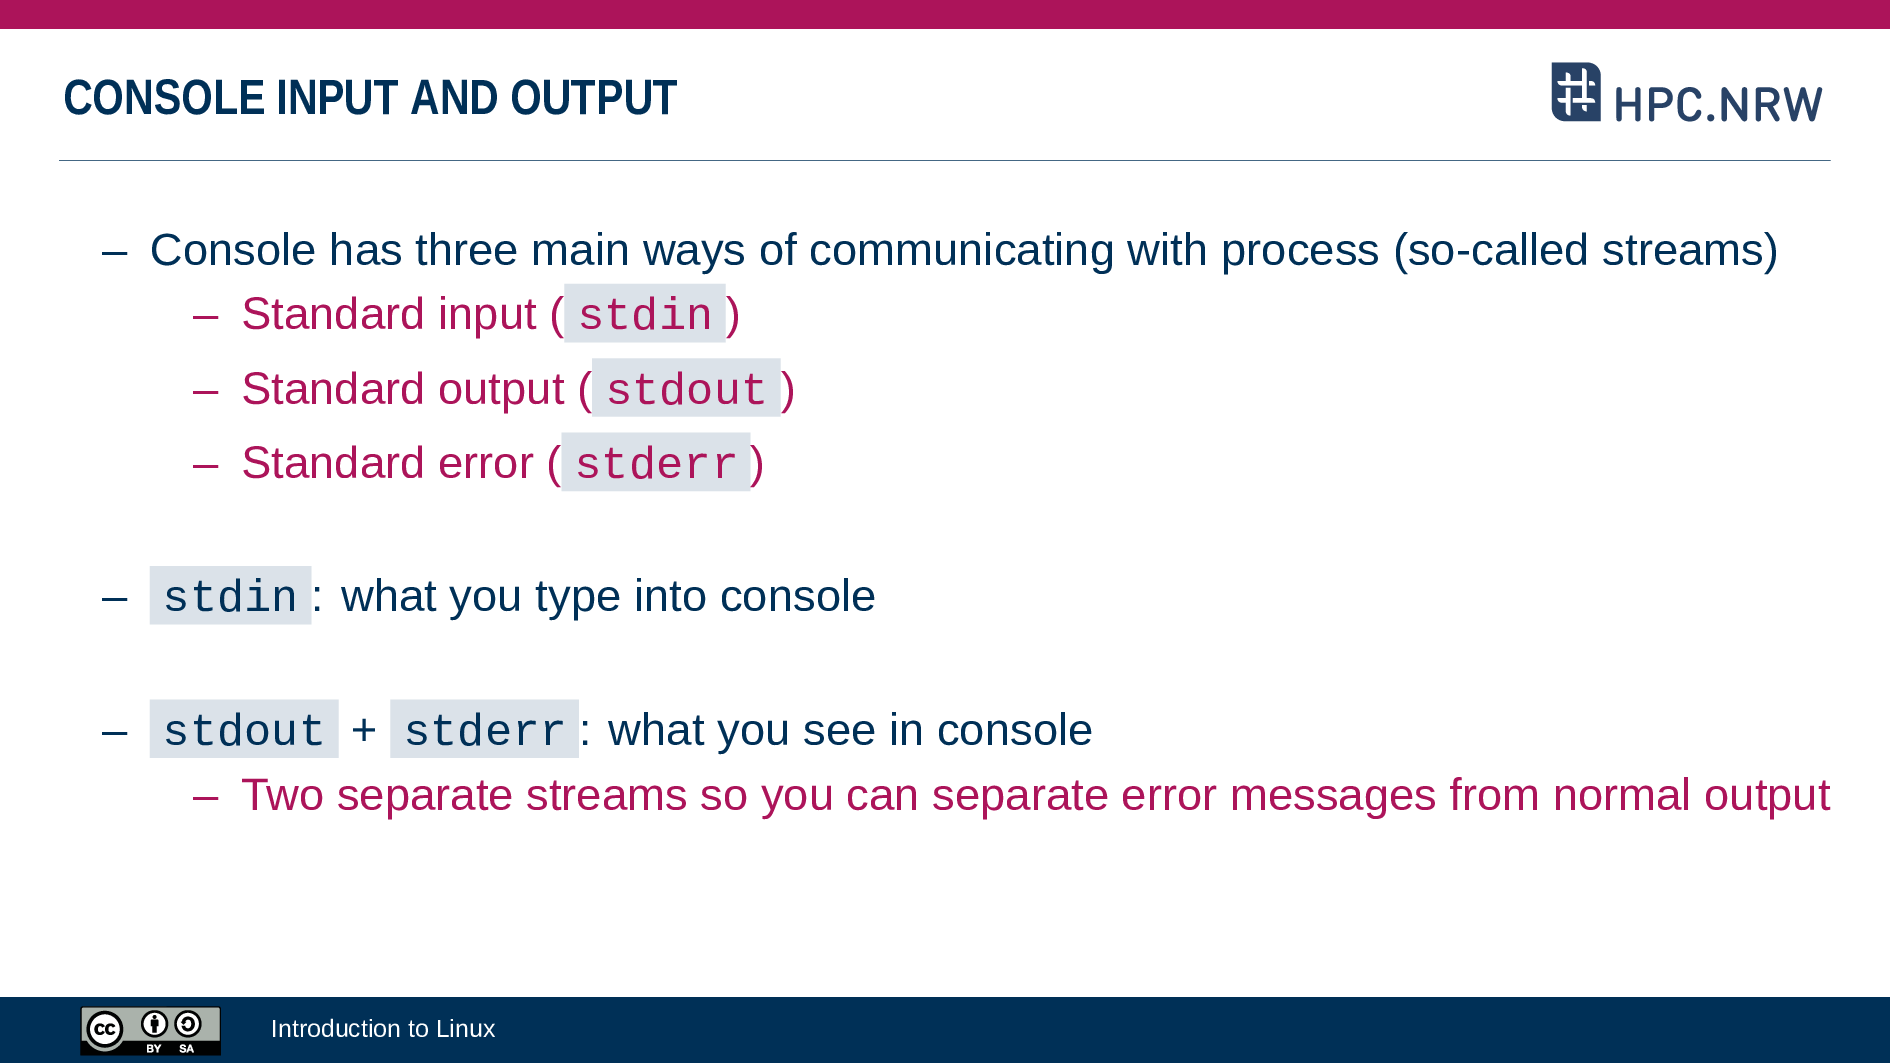 CONSOLE INPUT AND OUTPUT
HPC.NRW
– Console has three main ways of communicating with process (so-called streams)
– Standard input ( stdin )
– Standard output ( stdout )
– Standard error ( stderr )
– stdin : what you type into console
– stdout + stderr : what you see in console
– Two separate streams so you can separate error messages from normal output
cc BY SA
Introduction to Linux